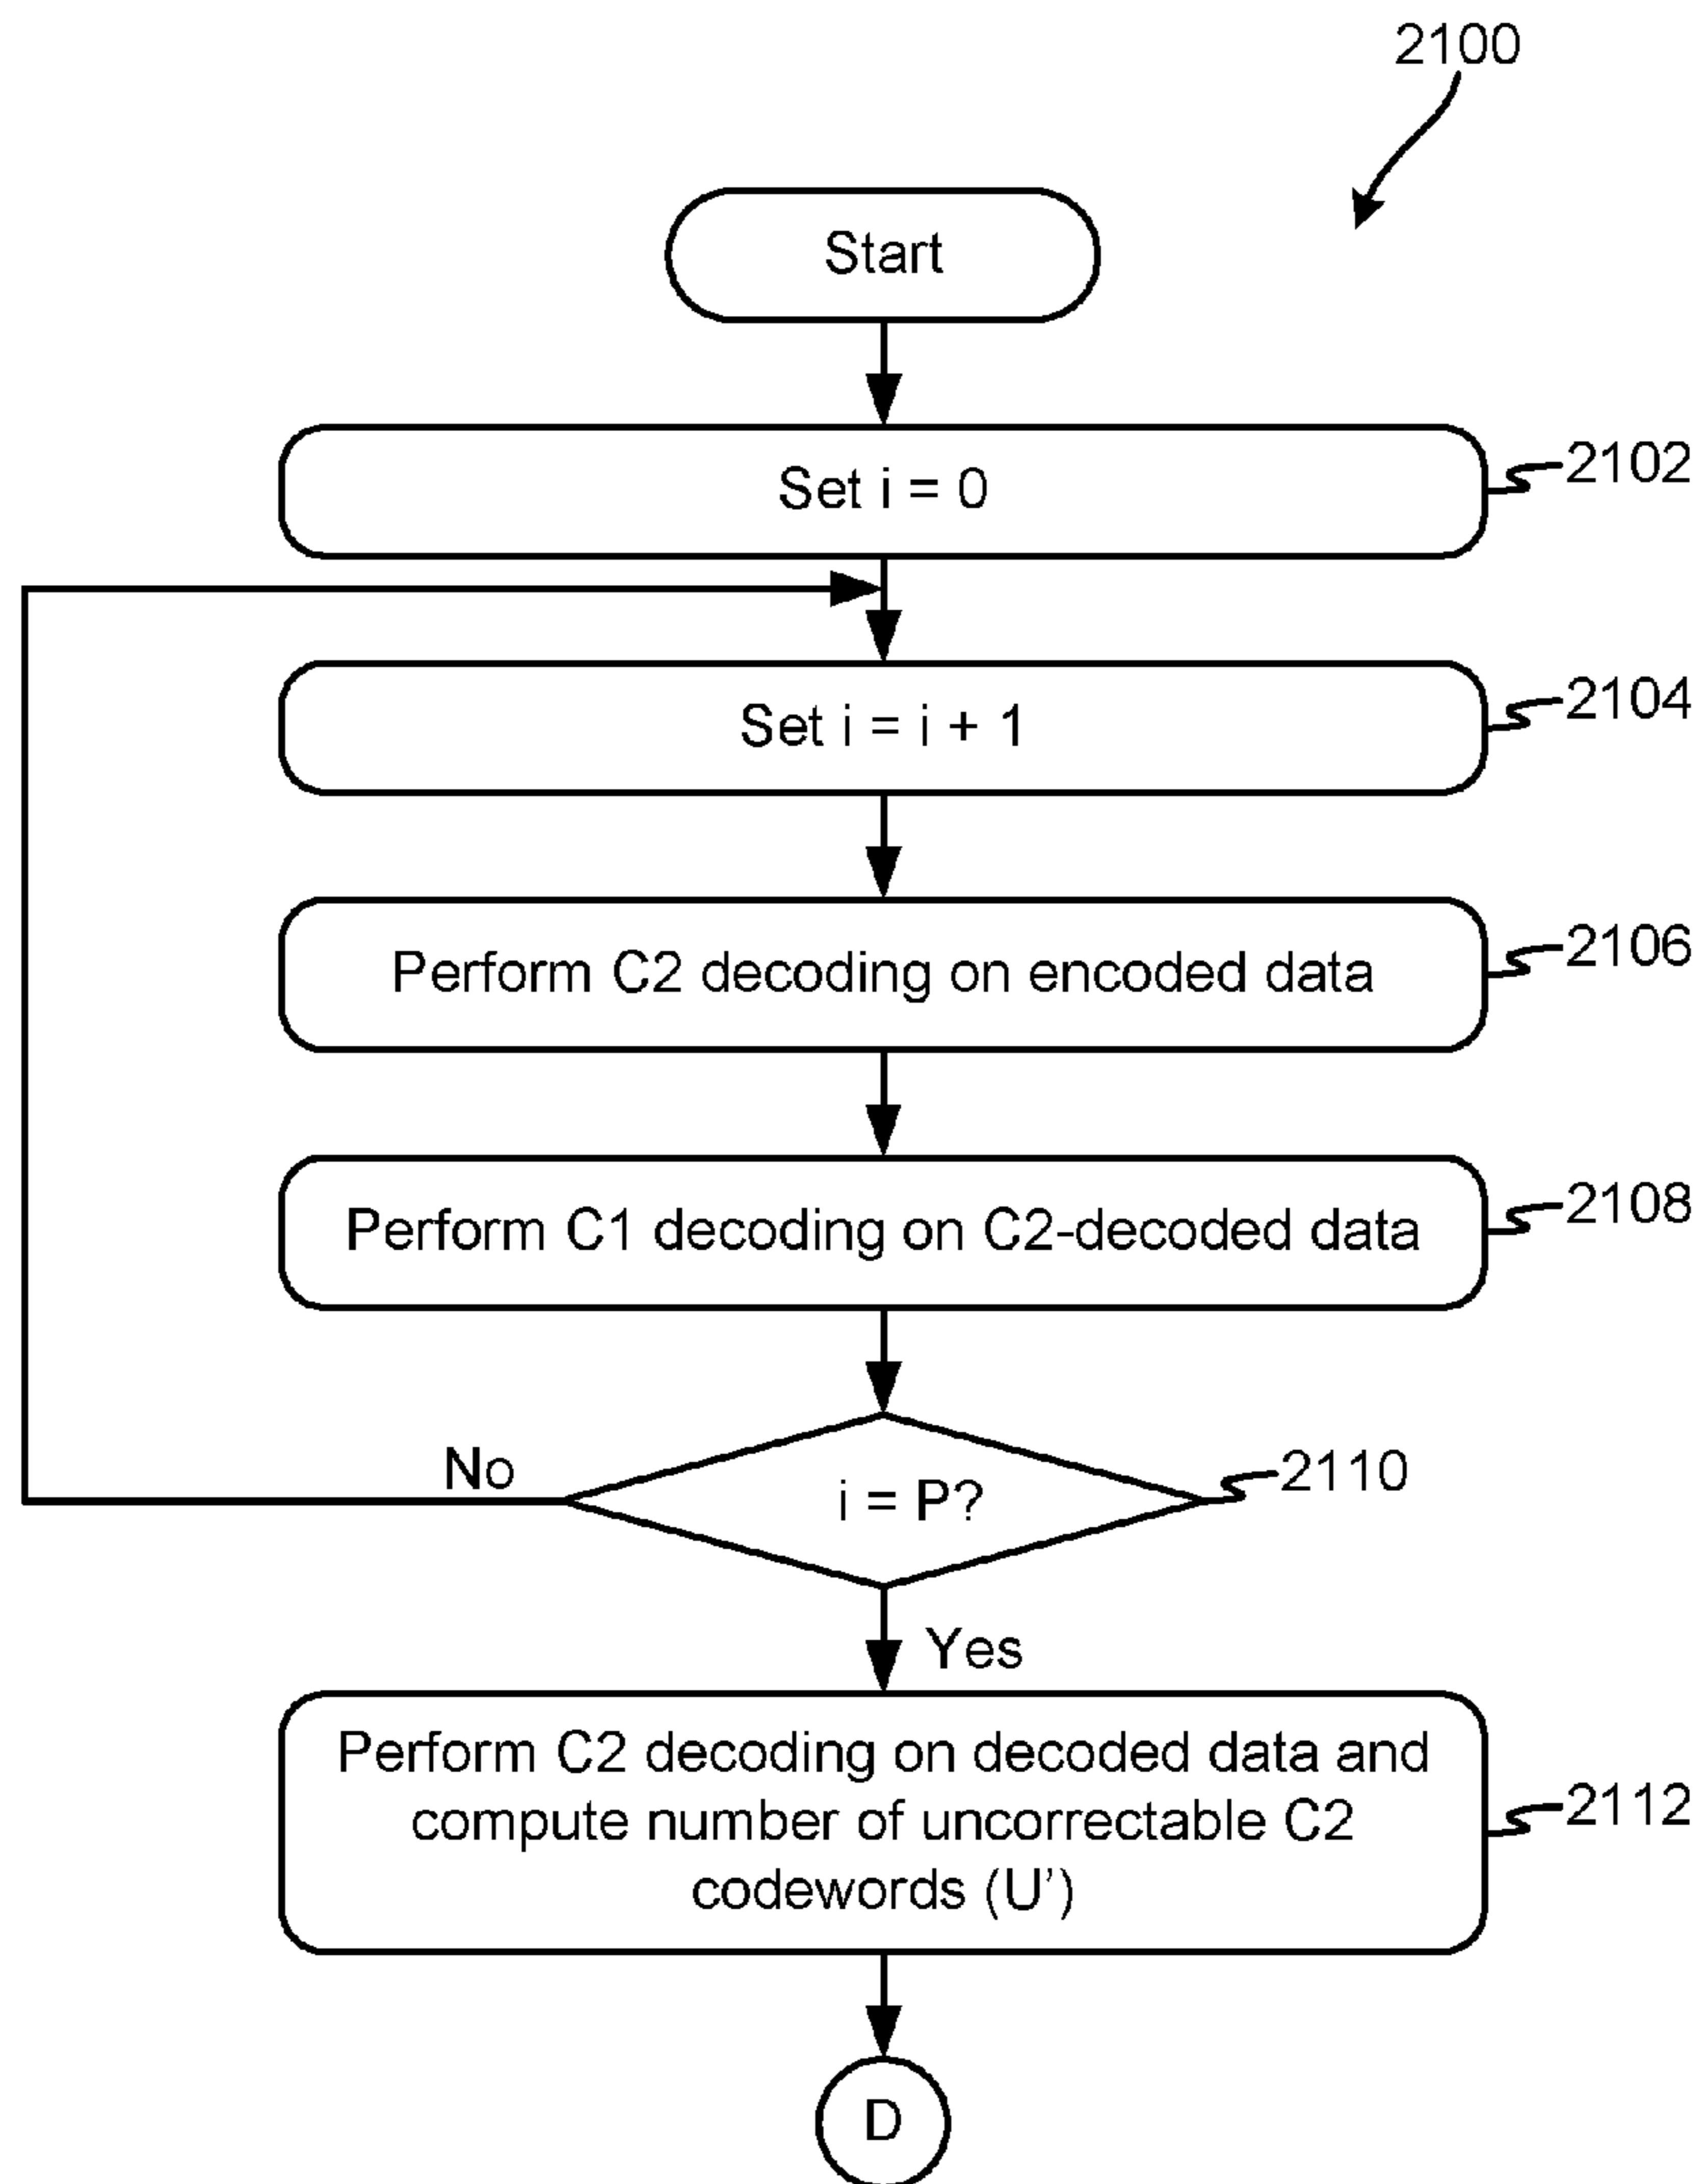 2100
Start
Set i = 0
2102
Set i = i + 1
2104
Perform C2 decoding on encoded data
2106
Perform C1 decoding on C2-decoded data
2108
No
i = P?
2110
Yes
Perform C2 decoding on decoded data and
compute number of uncorrectable C2
codewords (U’)
2112
D